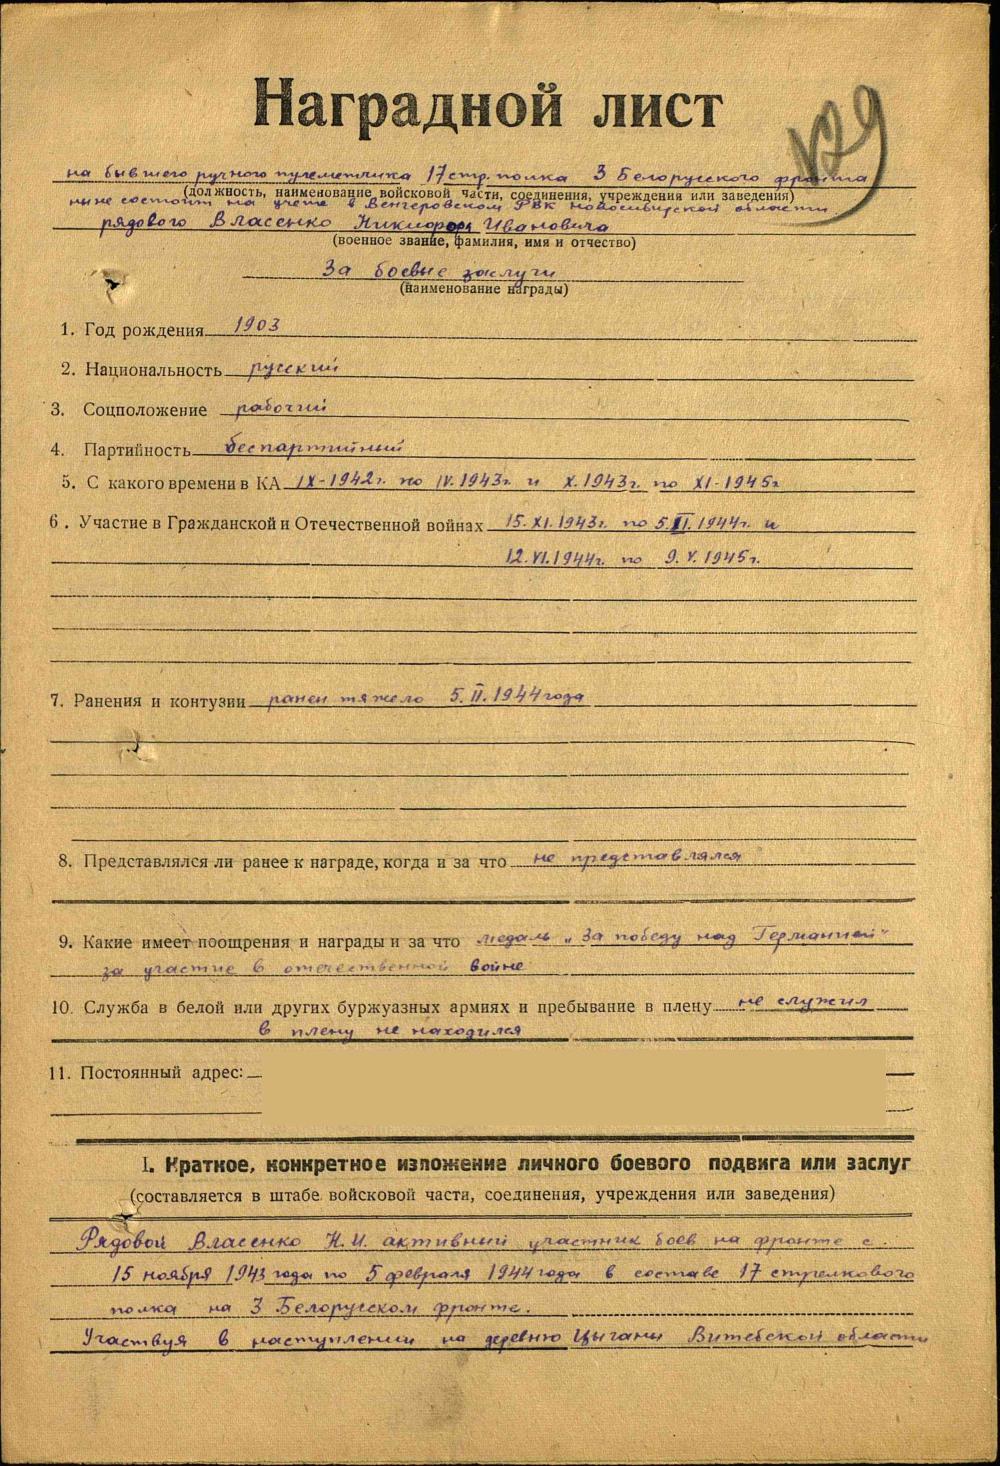 Наградной лист
129
на бывшего ручного пулеметчика 17 стр. полка 3 Белорусского фронта
(должность, наименование войсковой части, соединения, учреждения или заведения)
ныне состоит на учете в Венгеровском РВК Новосибирской области
рядового Власенко Никифора Ивановича
(военное звание, фамилия, имя и отчество)
За боевые заслуги
(наименование награды)
1. Год рождения 1903
2. Национальность русский
3. Соцположение рабочий
4. Партийность беспартийный
5. С какого времени в КА IX-1942г. по IV.1943г. и X.1943г. по XI-1945г
6. Участие в Гражданской и Отечественной войнах 15.XI.1943г. по 5.II.1944г. и
12.VI.1944г. по 9.V.1945г.
7. Ранения и контузии ранен тяжело 5.II.1944 года
8. Представлялся ли ранее к награде, когда и за что не представлялся
9. Какие имеет поощрения и награды и за что медаль „За победу над Германией"
за участие в отечественной войне
10. Служба в белой или других буржуазных армиях и пребывание в плену не служил
в плену не находился
11. Постоянный адрес:
I. Краткое, конкретное изложение личного боевого подвига или заслуг
(составляется в штабе войсковой части, соединения, учреждения или заведения)
Рядовой Власенко Н.И. активный участник боев на фронте с
15 ноября 1943 года по 5 февраля 1944 года в составе 17 стрелкового
полка на 3 Белорусском фронте.
Участвуя в наступлении на деревню Цыганы Витебской области